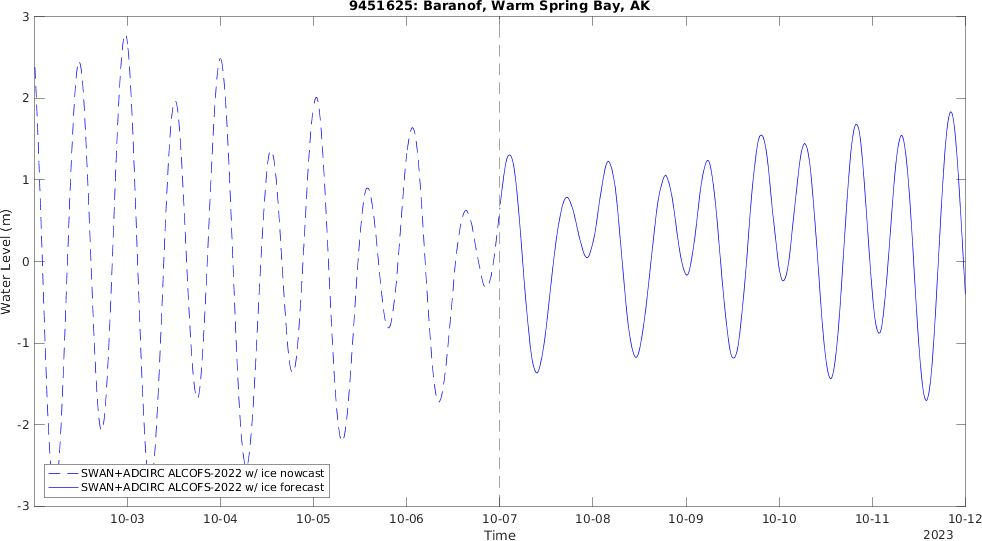 9451625: Baranof, Warm Spring Bay, AK
3
2
1
0
-1
-2
-3
Water Level (m)
SWAN+ADCIRC ALCOFS-2022 w/ ice nowcast
SWAN+ADCIRC ALCOFS-2022 w/ ice forecast
10-03 10-04 10-05 10-06 10-07 10-08 10-09 10-10 10-11 10-12
Time
2023